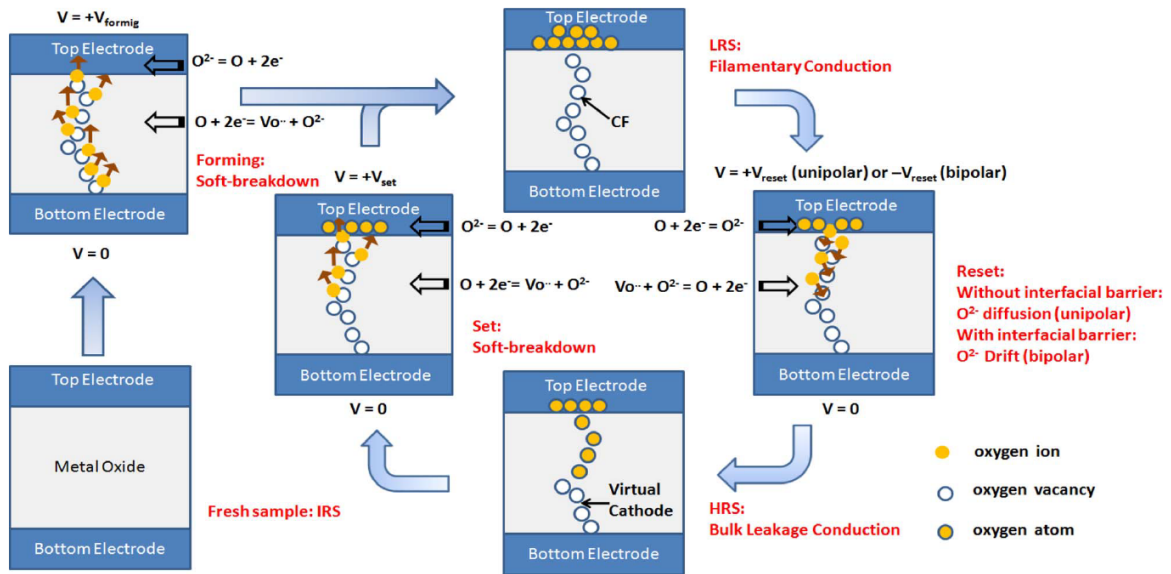 V = +Vformig
Top Electrode
O²⁻ = O + 2e⁻
O + 2e⁻= Vo·· + O²⁻
Forming:
Soft-breakdown
Bottom Electrode
V = 0
Top Electrode
CF
Bottom Electrode
LRS:
Filamentary Conduction
V = +Vset
Top Electrode
O²⁻ = O + 2e⁻
O + 2e⁻= Vo·· + O²⁻
Set:
Soft-breakdown
Bottom Electrode
V = 0
V = +Vreset (unipolar) or –Vreset (bipolar)
Top Electrode
O + 2e⁻= O²⁻
Vo·· + O²⁻ = O + 2e⁻
Bottom Electrode
V = 0
Reset:
Without interfacial barrier:
O²⁻ diffusion (unipolar)
With interfacial barrier:
O²⁻ Drift (bipolar)
Top Electrode
Metal Oxide
Bottom Electrode
Fresh sample: IRS
Top Electrode
Virtual
Cathode
Bottom Electrode
HRS:
Bulk Leakage Conduction
oxygen ion
oxygen vacancy
oxygen atom